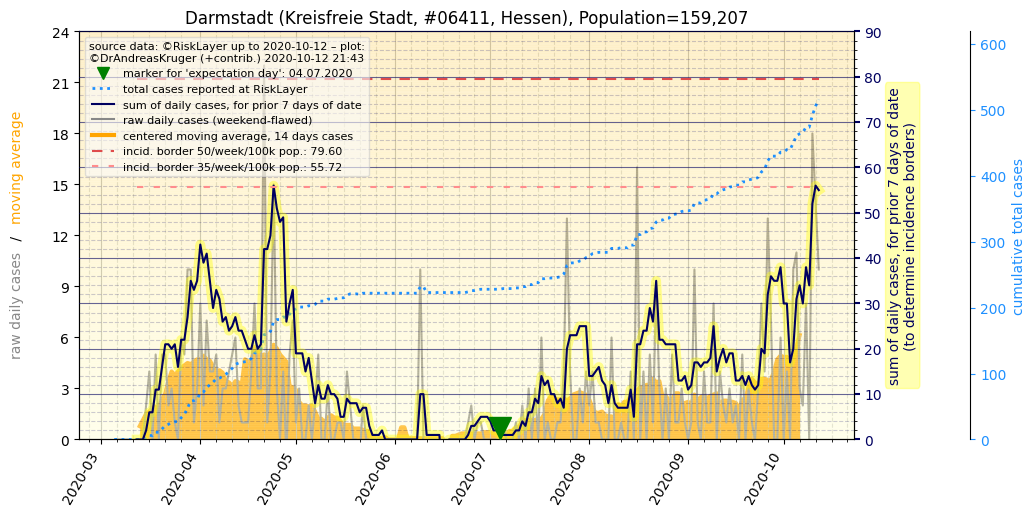 Darmstadt (Kreisfreie Stadt, #06411, Hessen), Population=159,207
source data: ©RiskLayer up to 2020-10-12 – plot:
©DrAndreasKruger (+contrib.) 2020-10-12 21:43
marker for 'expectation day': 04.07.2020
total cases reported at RiskLayer
sum of daily cases, for prior 7 days of date
raw daily cases (weekend-flawed)
centered moving average, 14 days cases
incid. border 50/week/100k pop.: 79.60
incid. border 35/week/100k pop.: 55.72
raw daily cases / moving average
24
21
18
15
12
9
6
3
0
2020-03
2020-04
2020-05
2020-06
2020-07
2020-08
2020-09
2020-10
90
80
70
60
50
40
30
20
10
0
sum of daily cases, for prior 7 days of date
(to determine incidence borders)
600
500
400
300
200
100
0
cumulative total cases